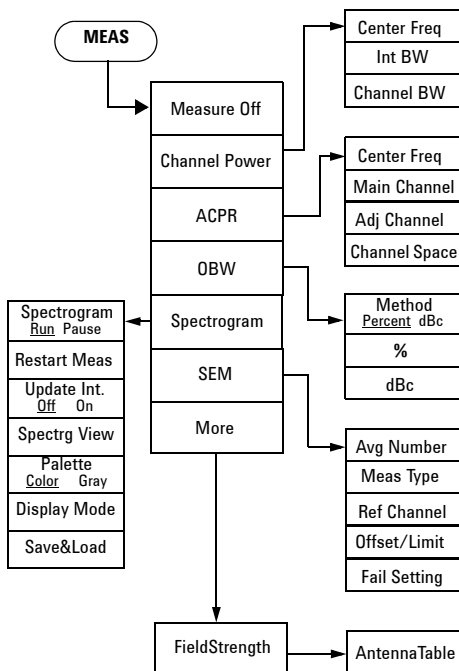 MEAS
Measure Off
Channel Power
ACPR
OBW
Spectrogram
SEM
More
Center Freq
Int BW
Channel BW
Center Freq
Main Channel
Adj Channel
Channel Space
Method
Percent dBc
%
dBc
Spectrogram
Run Pause
Restart Meas
Update Int.
Off On
Spectrg View
Palette
Color Gray
Display Mode
Save&Load
Avg Number
Meas Type
Ref Channel
Offset/Limit
Fail Setting
FieldStrength
AntennaTable